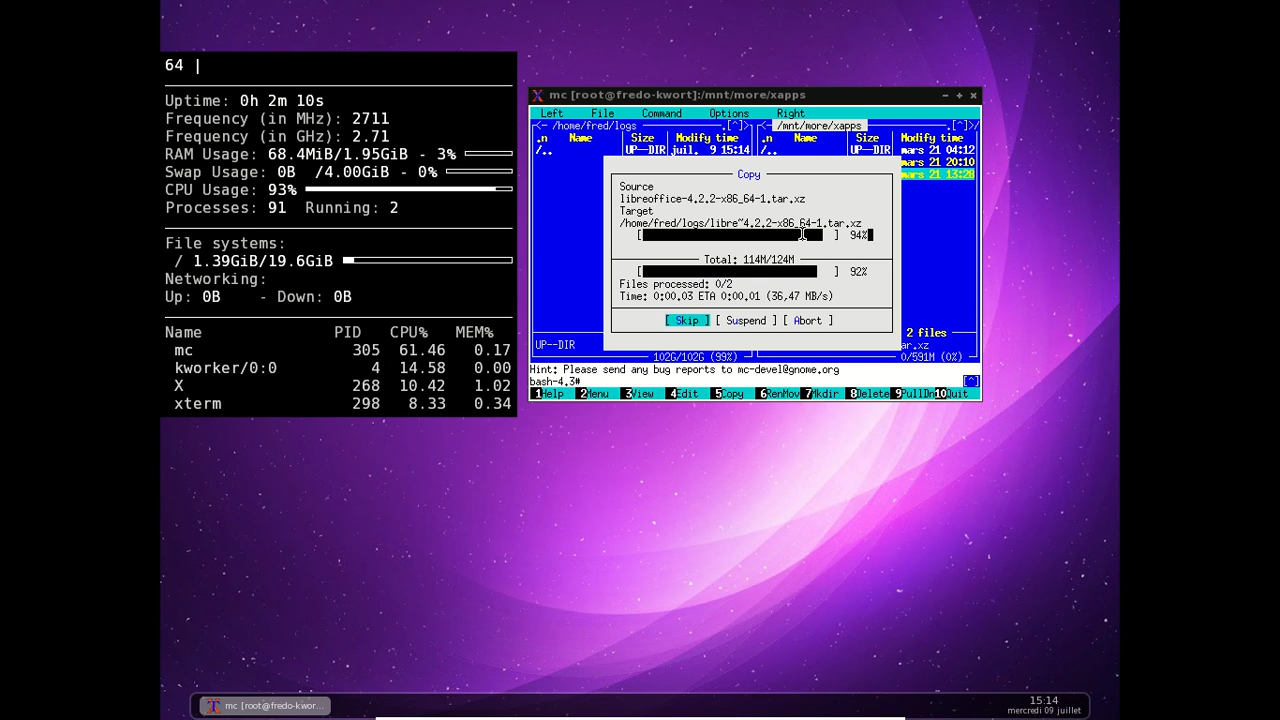 64 |
Uptime: 0h 2m 10s
Frequency (in MHz): 2711
Frequency (in GHz): 2.71
RAM Usage: 68.4MiB/1.95GiB - 3%
Swap Usage: 0B /4.00GiB - 0%
CPU Usage: 93%
Processes: 91 Running: 2
File systems:
/ 1.39GiB/19.6GiB
Networking:
Up: 0B - Down: 0B
Name PID CPU% MEM%
mc 305 61.46 0.17
kworker/0:0 4 14.58 0.00
X 268 10.42 1.02
xterm 298 8.33 0.34
mc [root@fredo-kwort]:/mnt/more/xapps
Left File Command Options Right
<- /home/fred/logs .[^]> <- /mnt/more/xapps .[^]>
.n Name Size Modify time .n Name Size Modify time
/.. UP--DIR juil. 9 15:14 /.. UP--DIR mars 21 04:12
mars 21 20:10
mars 21 13:28
Copy
Source
libreoffice-4.2.2-x86_64-1.tar.xz
Target
/home/fred/logs/libre~4.2.2-x86_64-1.tar.xz
[ ] 94%
Total: 114M/124M
[ ] 92%
Files processed: 0/2
Time: 0:00.03 ETA 0:00.01 (36,47 MB/s)
[ Skip ] [ Suspend ] [ Abort ]
2 files
UP--DIR ar.xz
102G/102G (99%) 0/591M (0%)
Hint: Please send any bug reports to mc-devel@gnome.org
bash-4.3# [^]
1Help 2Menu 3View 4Edit 5Copy 6RenMov 7Mkdir 8Delete 9PullDn 10Quit
mc [root@fredo-kwor...
15:14
mercredi 09 juillet